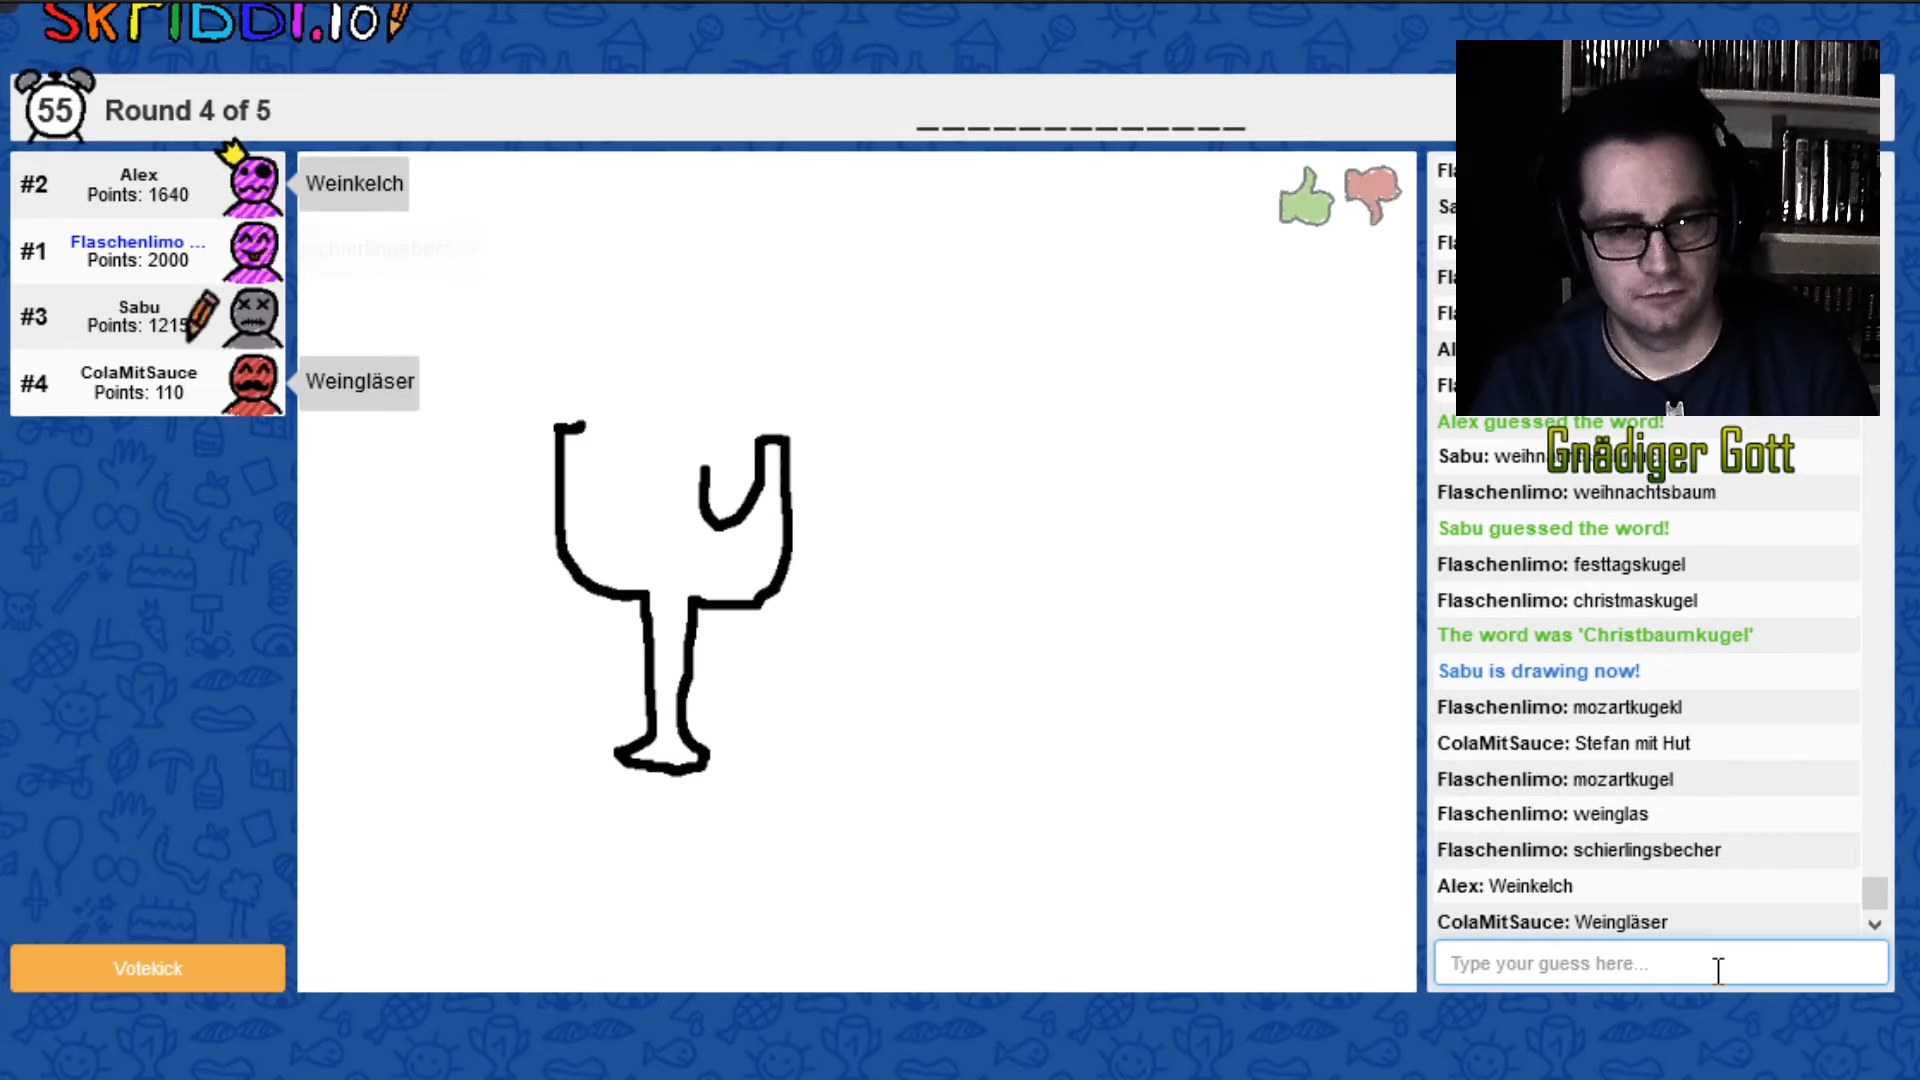 SKRIBBL.IO
55
Round 4 of 5
_____________
#2
Alex
Points: 1640
Weinkelch
#1
Flaschenlimo ...
Points: 2000
#3
Sabu
Points: 1215
#4
ColaMitSauce
Points: 110
Weingläser
Alex guessed the word!
Gnädiger Gott
Sabu:
Flaschenlimo: weihnachtsbaum
Sabu guessed the word!
Flaschenlimo: festtagskugel
Flaschenlimo: christmaskugel
The word was 'Christbaumkugel'
Sabu is drawing now!
Flaschenlimo: mozartkugekl
ColaMitSauce: Stefan mit Hut
Flaschenlimo: mozartkugel
Flaschenlimo: weinglas
Flaschenlimo: schierlingsbecher
Alex: Weinkelch
ColaMitSauce: Weingläser
Type your guess here...
Votekick